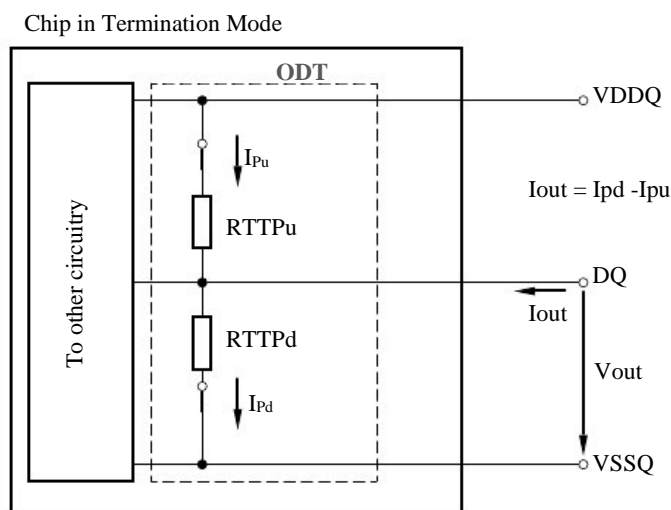 Chip in Termination Mode
ODT
VDDQ
IPu
Iout = Ipd -Ipu
RTTPu
To other circuitry
DQ
Iout
RTTPd
Vout
IPd
VSSQ